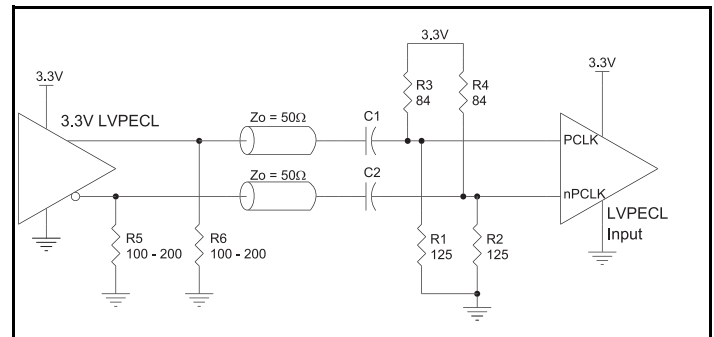 3.3V
3.3V LVPECL
R5
100 - 200
R6
100 - 200
Zo = 50Ω
Zo = 50Ω
C1
C2
3.3V
R3
84
R4
84
R1
125
R2
125
3.3V
PCLK
nPCLK
LVPECL
Input